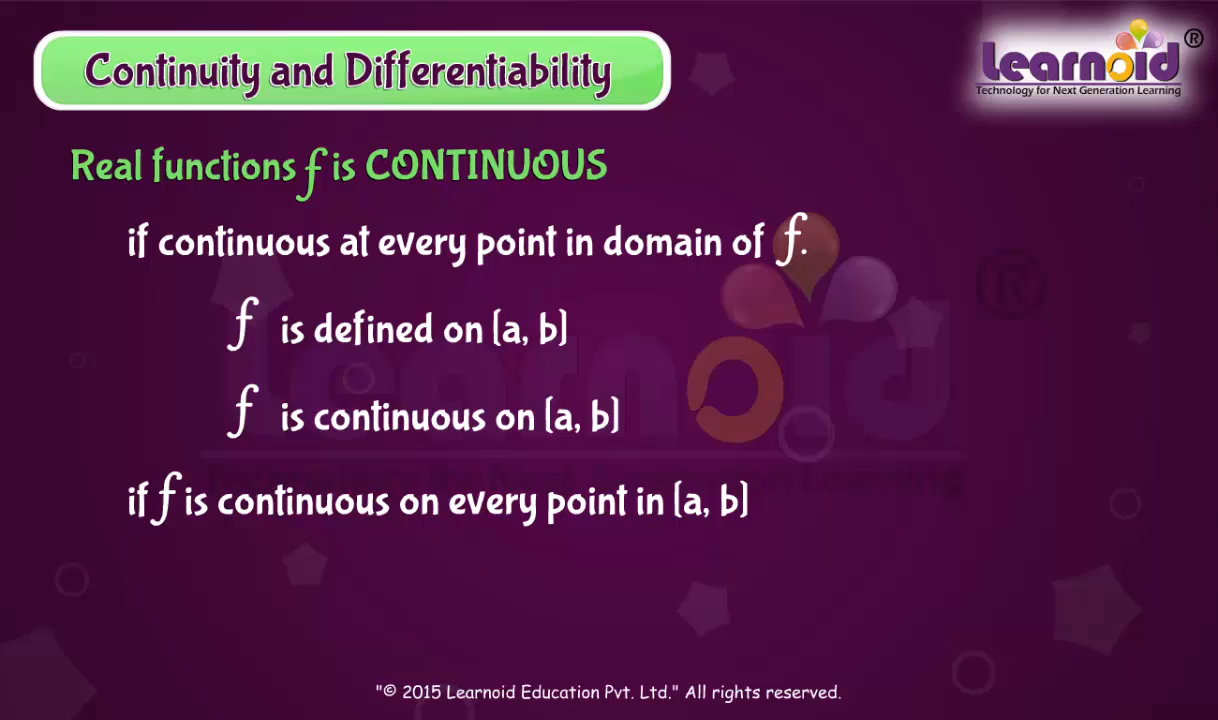 Continuity and Differentiability
Learnoid ®
Technology for Next Generation Learning
Real functions f is CONTINUOUS
if continuous at every point in domain of f.
f is defined on [a, b]
f is continuous on [a, b]
if f is continuous on every point in [a, b]
"© 2015 Learnoid Education Pvt. Ltd." All rights reserved.